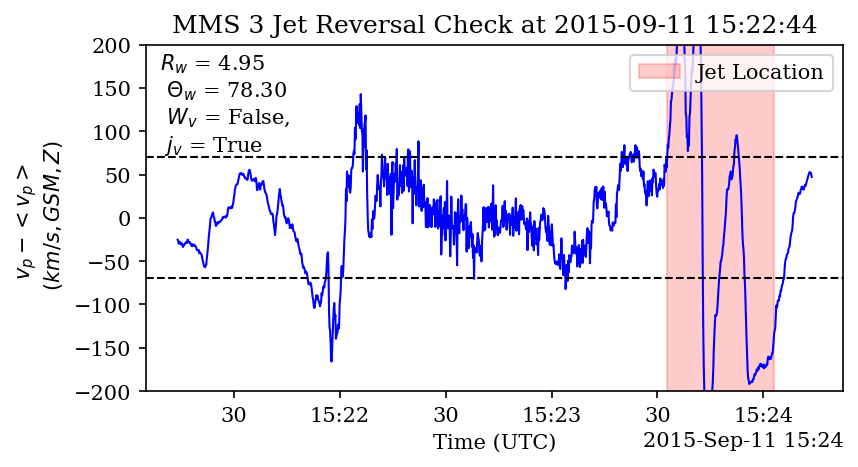 MMS 3 Jet Reversal Check at 2015-09-11 15:22:44
R_w = 4.95
Θ_w = 78.30
W_v = False,
j_v = True
Jet Location
200
150
100
50
0
−50
−100
−150
−200
v_p − < v_p >
(km/s, GSM, Z)
30
15:22
30
15:23
30
15:24
Time (UTC)
2015-Sep-11 15:24